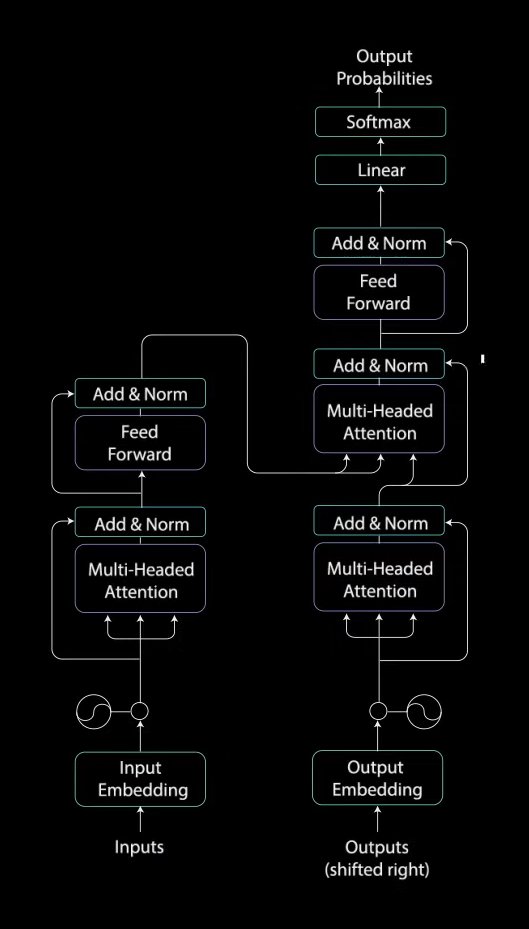 Output
Probabilities
Softmax
Linear
Add & Norm
Feed
Forward
Add & Norm
Multi-Headed
Attention
Add & Norm
Multi-Headed
Attention
Output
Embedding
Outputs
(shifted right)
Add & Norm
Feed
Forward
Add & Norm
Multi-Headed
Attention
Input
Embedding
Inputs